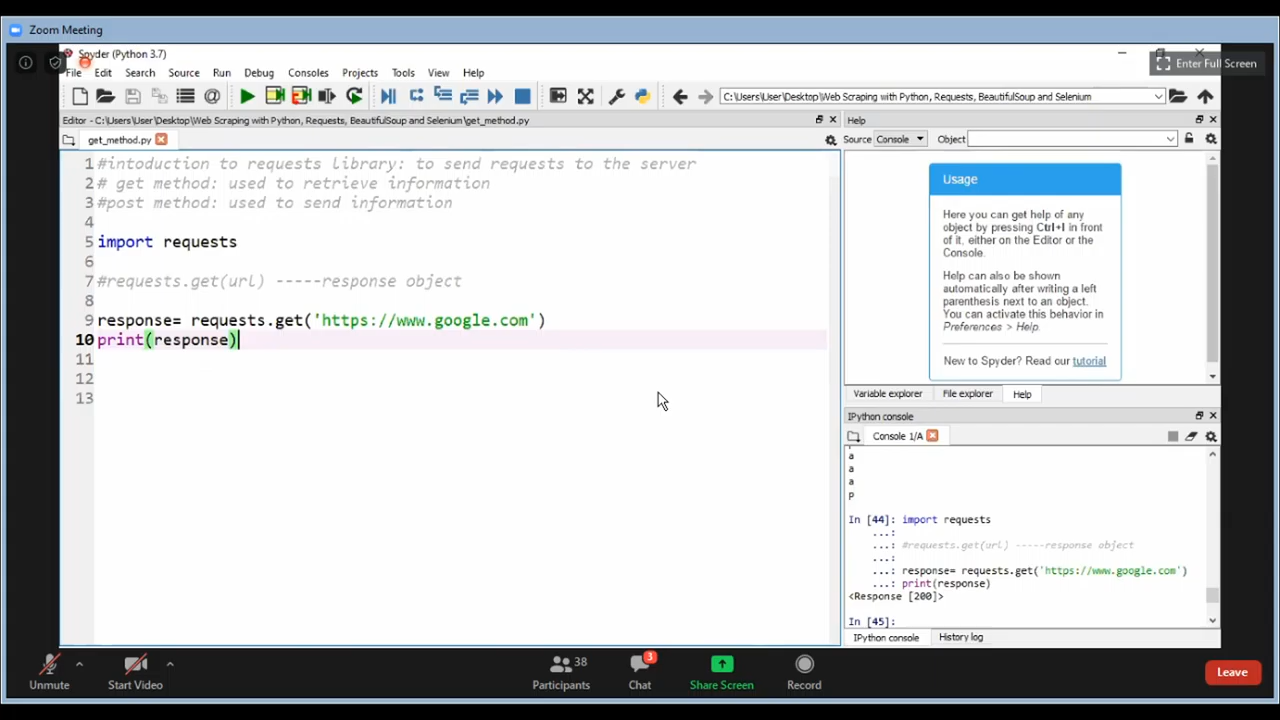 Zoom Meeting
Spyder (Python 3.7)
Enter Full Screen
File Edit Search Source Run Debug Consoles Projects Tools View Help
C:\Users\User\Desktop\Web Scraping with Python, Requests, BeautifulSoup and Selenium
Editor - C:\Users\User\Desktop\Web Scraping with Python, Requests, BeautifulSoup and Selenium\get_method.py
get_method.py
1 #intoduction to requests library: to send requests to the server
2 # get method: used to retrieve information
3 #post method: used to send information
4
5 import requests
6
7 #requests.get(url) -----response object
8
9 response= requests.get('https://www.google.com')
10 print(response)
11
12
13
Help
Source Console Object
Usage
Here you can get help of any
object by pressing Ctrl+I in front
of it, either on the Editor or the
Console.
Help can also be shown
automatically after writing a left
parenthesis next to an object.
You can activate this behavior in
Preferences > Help.
New to Spyder? Read our tutorial
Variable explorer File explorer Help
IPython console
Console 1/A
a
a
a
p
In [44]: import requests
...:
...: #requests.get(url) -----response object
...:
...: response= requests.get('https://www.google.com')
...: print(response)
<Response [200]>
In [45]:
IPython console History log
Unmute Start Video 38 Participants 3 Chat Share Screen Record Leave